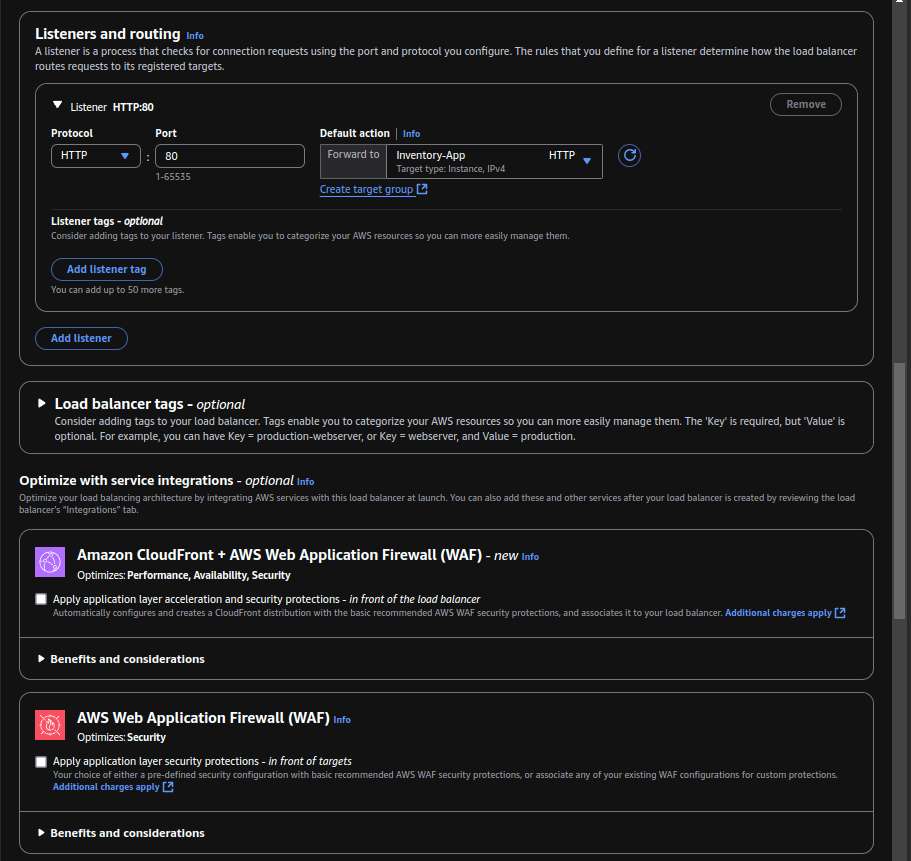 Listeners and routing Info
A listener is a process that checks for connection requests using the port and protocol you configure. The rules that you define for a listener determine how the load balancer
routes requests to its registered targets.
Listener HTTP:80
Remove
Protocol Port Default action | Info
HTTP : 80 Forward to Inventory-App HTTP
Target type: Instance, IPv4
1-65535
Create target group
Listener tags - optional
Consider adding tags to your listener. Tags enable you to categorize your AWS resources so you can more easily manage them.
Add listener tag
You can add up to 50 more tags.
Add listener
Load balancer tags - optional
Consider adding tags to your load balancer. Tags enable you to categorize your AWS resources so you can more easily manage them. The 'Key' is required, but 'Value' is
optional. For example, you can have Key = production-webserver, or Key = webserver, and Value = production.
Optimize with service integrations - optional Info
Optimize your load balancing architecture by integrating AWS services with this load balancer at launch. You can also add these and other services after your load balancer is created by reviewing the load
balancer's "Integrations" tab.
Amazon CloudFront + AWS Web Application Firewall (WAF) - new Info
Optimizes: Performance, Availability, Security
Apply application layer acceleration and security protections - in front of the load balancer
Automatically configures and creates a CloudFront distribution with the basic recommended AWS WAF security protections, and associates it to your load balancer. Additional charges apply
Benefits and considerations
AWS Web Application Firewall (WAF) Info
Optimizes: Security
Apply application layer security protections - in front of targets
Your choice of either a pre-defined security configuration with basic recommended AWS WAF security protections, or associate any of your existing WAF configurations for custom protections.
Additional charges apply
Benefits and considerations